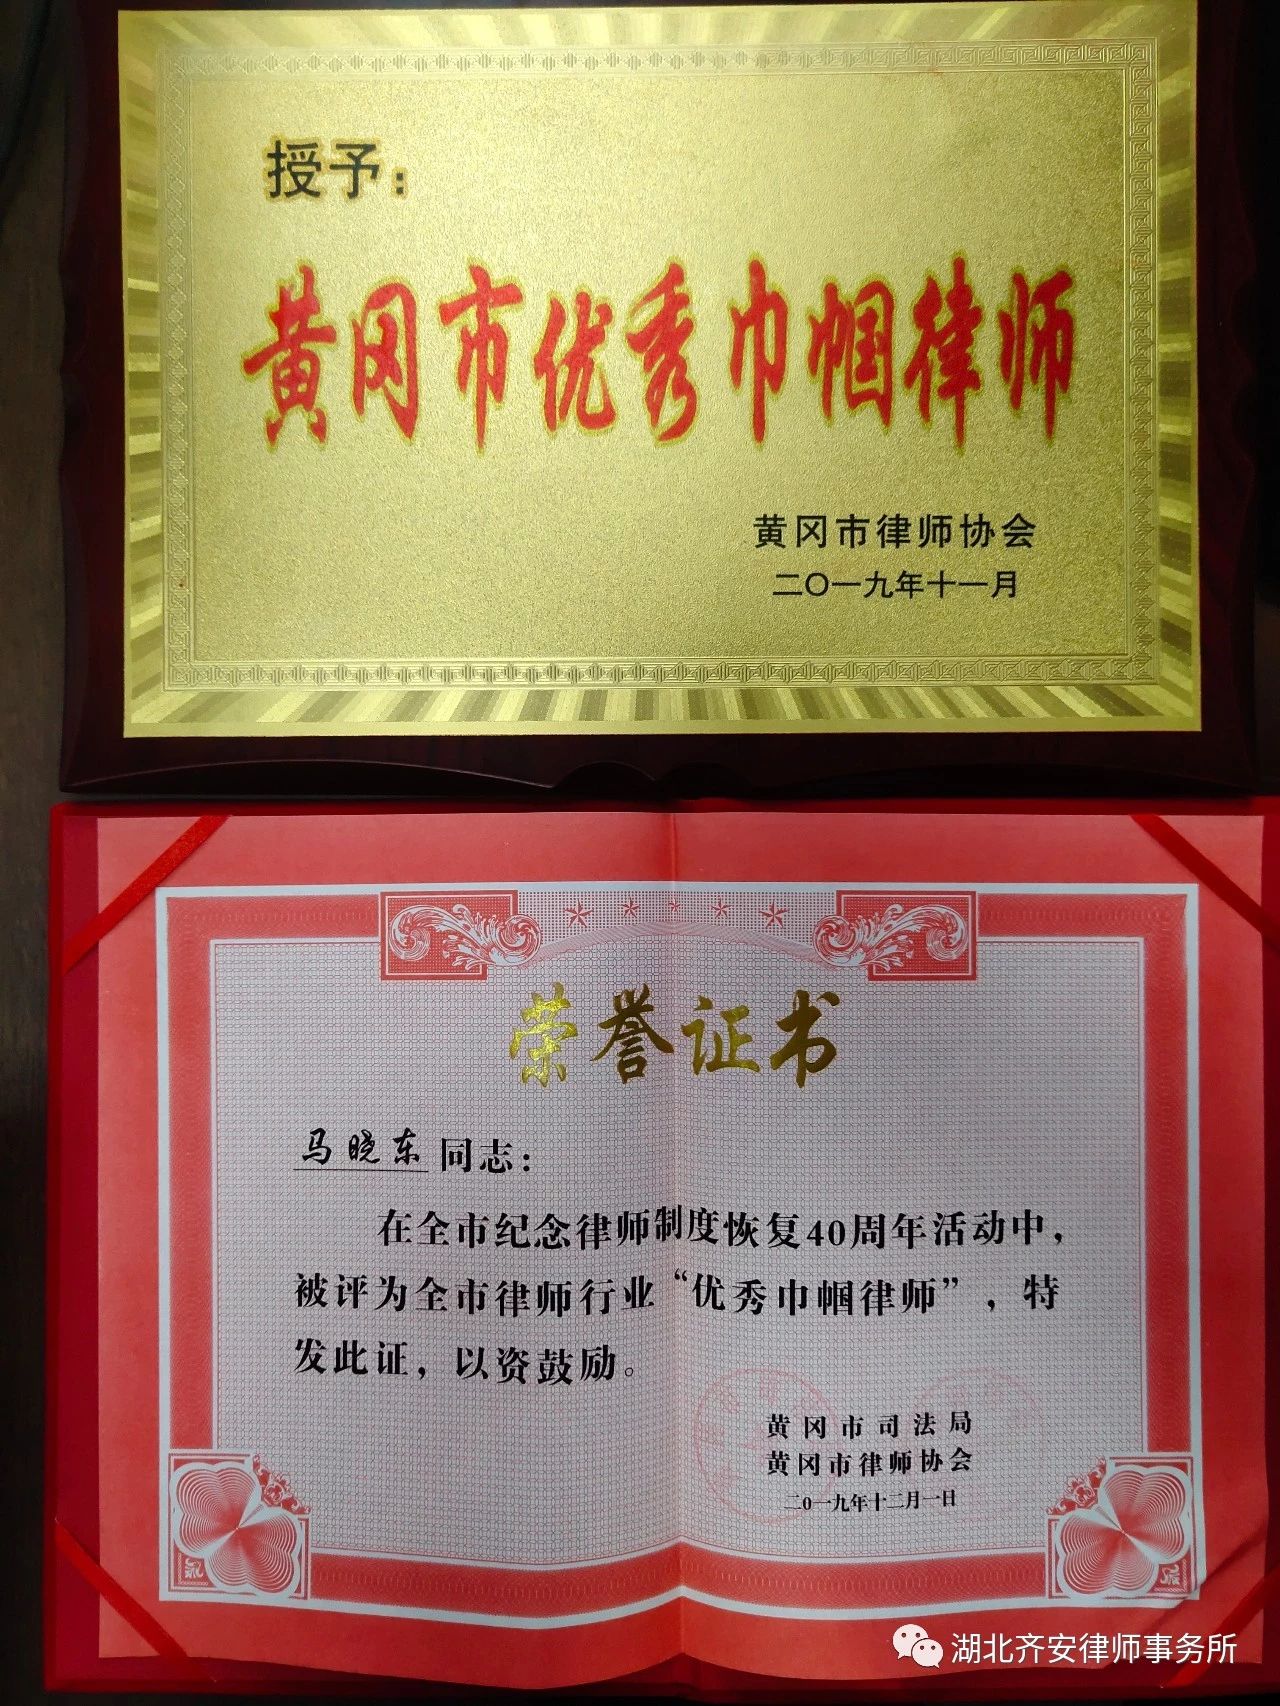 授予：
黄冈市优秀巾帼律师
黄冈市律师协会
二〇一九年十一月
荣誉证书
马晓东同志：
在全市纪念律师制度恢复40周年活动中，
被评为全市律师行业“优秀巾帼律师”，特
发此证，以资鼓励。
黄冈市司法局
黄冈市律师协会
二0一九年十二月一日
湖北齐安律师事务所